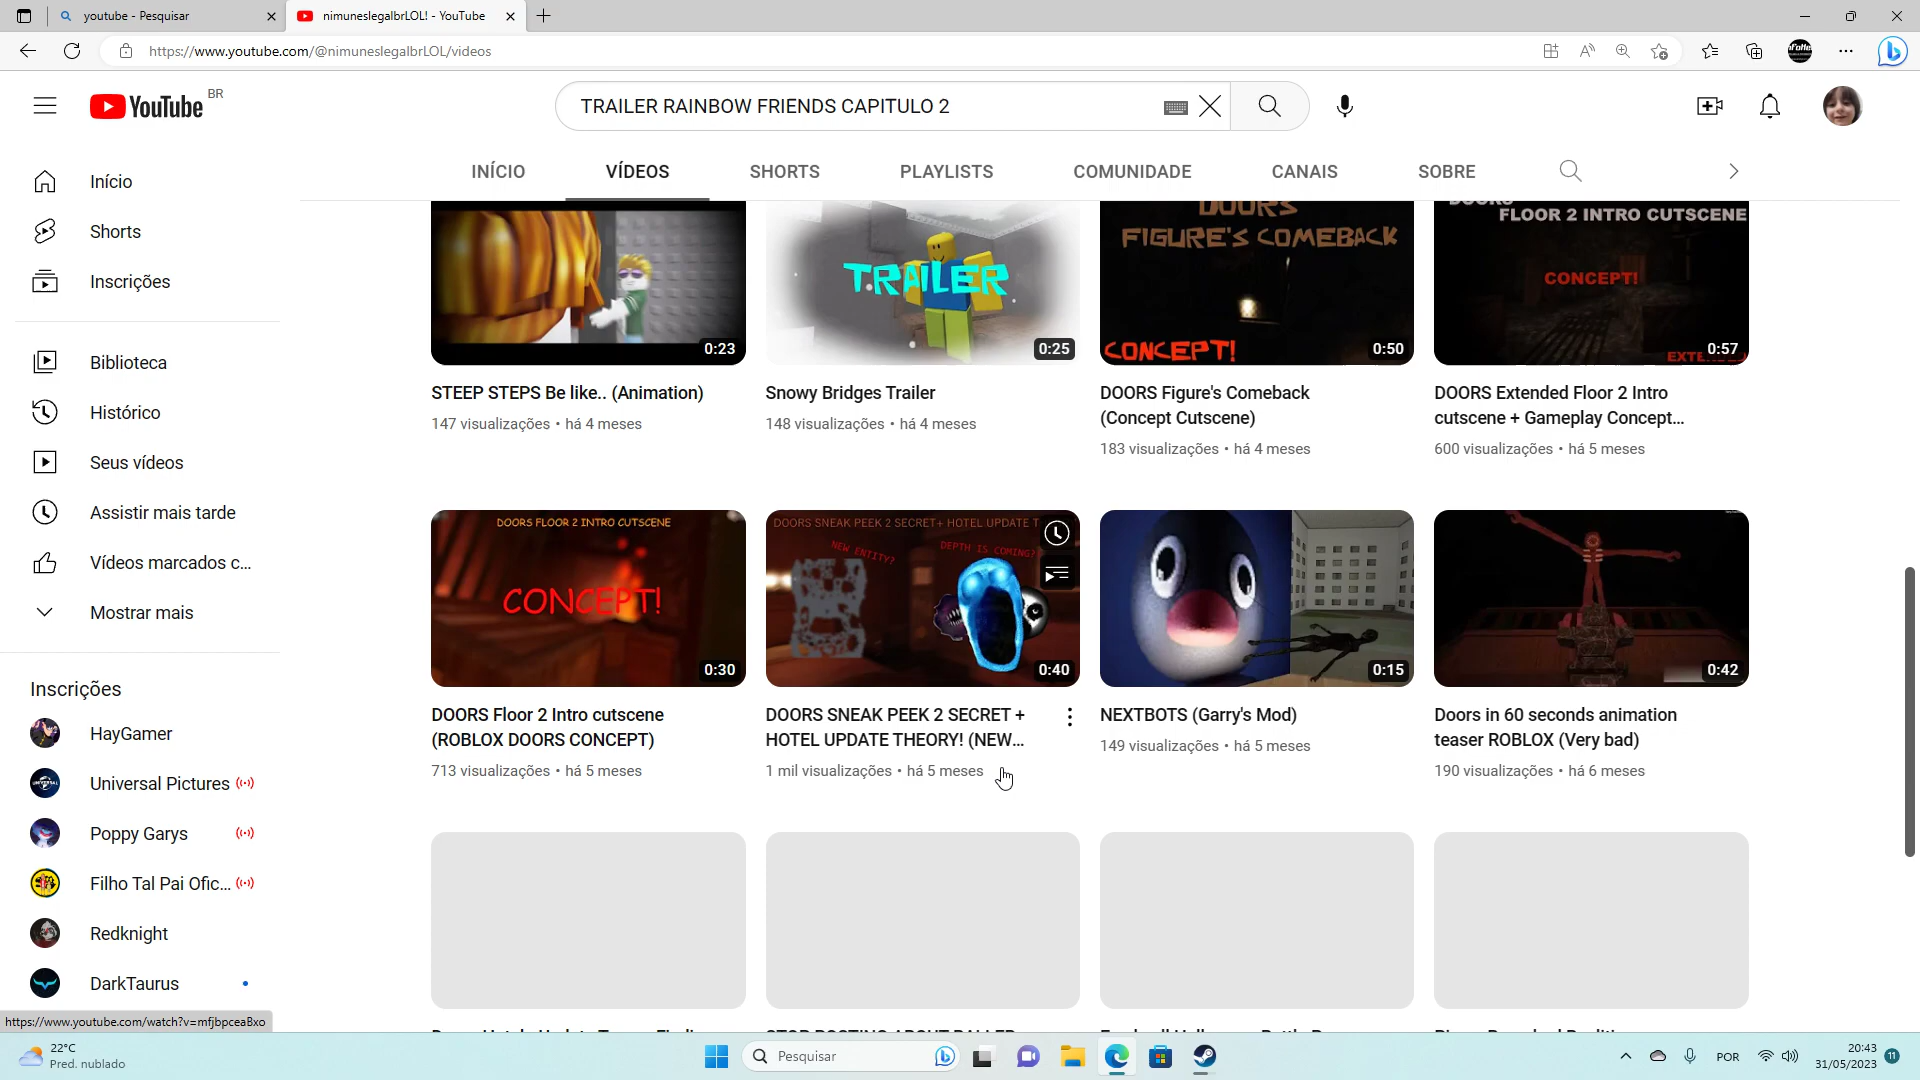 youtube - Pesquisar
nimuneslegalbrLOL! - YouTube
https://www.youtube.com/@nimuneslegalbrLOL/videos
YouTube BR
TRAILER RAINBOW FRIENDS CAPITULO 2
INÍCIO VÍDEOS SHORTS PLAYLISTS COMUNIDADE CANAIS SOBRE
Início
Shorts
Inscrições
Biblioteca
Histórico
Seus vídeos
Assistir mais tarde
Vídeos marcados c...
Mostrar mais
Inscrições
HayGamer
Universal Pictures
Poppy Garys
Filho Tal Pai Ofic...
Redknight
DarkTaurus
https://www.youtube.com/watch?v=mfjbpceaBxo
0:23
STEEP STEPS Be like.. (Animation)
147 visualizações • há 4 meses
TRAILER
0:25
Snowy Bridges Trailer
148 visualizações • há 4 meses
DOORS
FIGURE'S COMEBACK
CONCEPT!
0:50
DOORS Figure's Comeback
(Concept Cutscene)
183 visualizações • há 4 meses
DOORS
FLOOR 2 INTRO CUTSCENE
CONCEPT!
EXTENDED
0:57
DOORS Extended Floor 2 Intro
cutscene + Gameplay Concept...
600 visualizações • há 5 meses
DOORS FLOOR 2 INTRO CUTSCENE
CONCEPT!
0:30
DOORS Floor 2 Intro cutscene
(ROBLOX DOORS CONCEPT)
713 visualizações • há 5 meses
DOORS SNEAK PEEK 2 SECRET+ HOTEL UPDATE T
NEW ENTITY?
DEPTH IS COMING?
0:40
DOORS SNEAK PEEK 2 SECRET +
HOTEL UPDATE THEORY! (NEW...
1 mil visualizações • há 5 meses
0:15
NEXTBOTS (Garry's Mod)
149 visualizações • há 5 meses
0:42
Doors in 60 seconds animation
teaser ROBLOX (Very bad)
190 visualizações • há 6 meses
22°C
Pred. nublado
Pesquisar
POR
20:43
31/05/2023
11